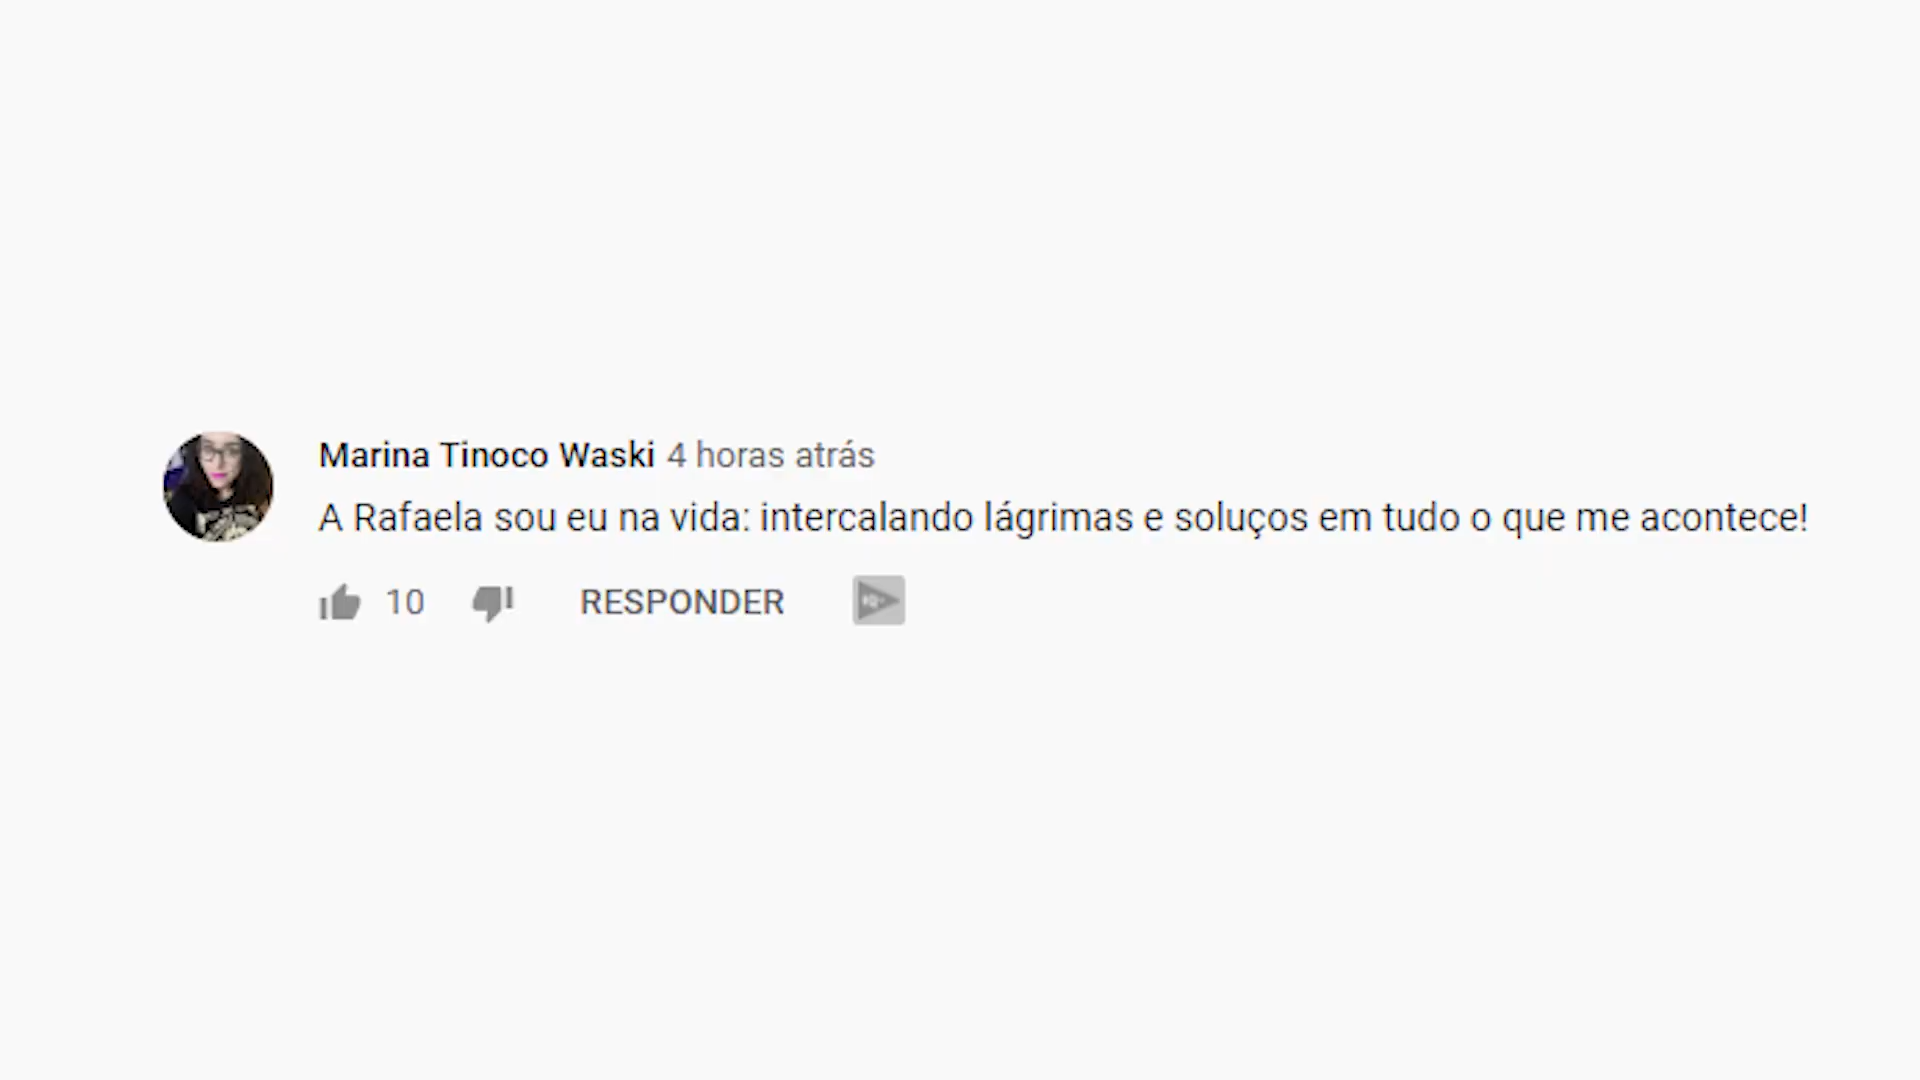 Marina Tinoco Waski 4 horas atrás
A Rafaela sou eu na vida: intercalando lágrimas e soluços em tudo o que me acontece!
10 RESPONDER